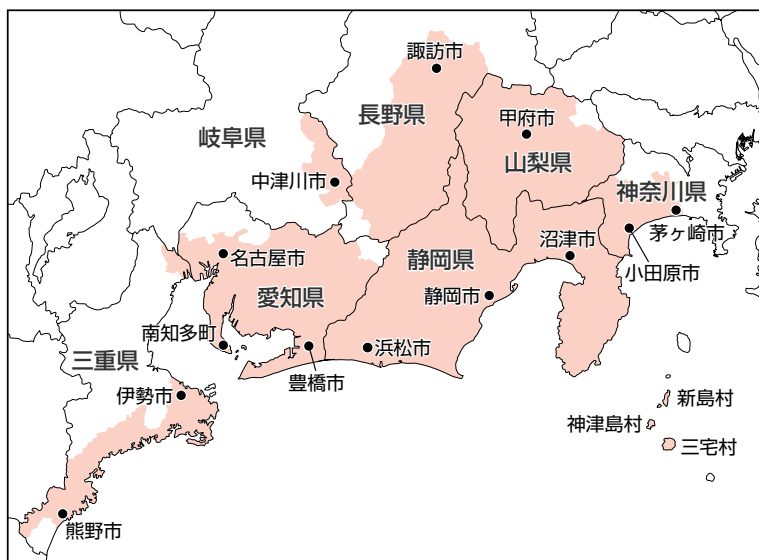 諏訪市
長野県
甲府市
岐阜県
山梨県
中津川市
神奈川県
茅ヶ崎市
名古屋市
静岡県
沼津市
小田原市
愛知県
静岡市
南知多町
浜松市
三重県
豊橋市
伊勢市
新島村
神津島村
三宅村
熊野市